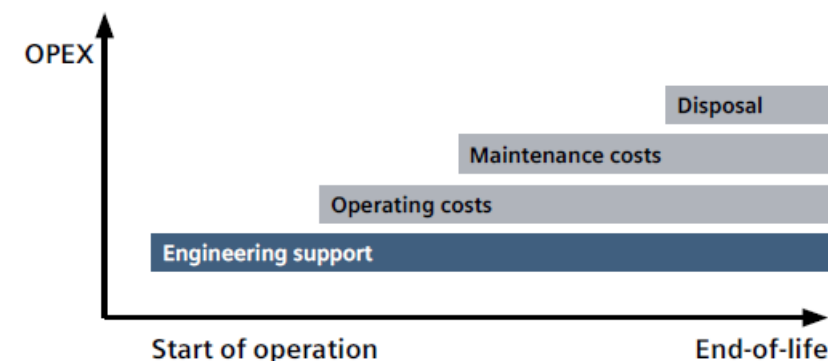 OPEX
Disposal
Maintenance costs
Operating costs
Engineering support
Start of operation
End-of-life